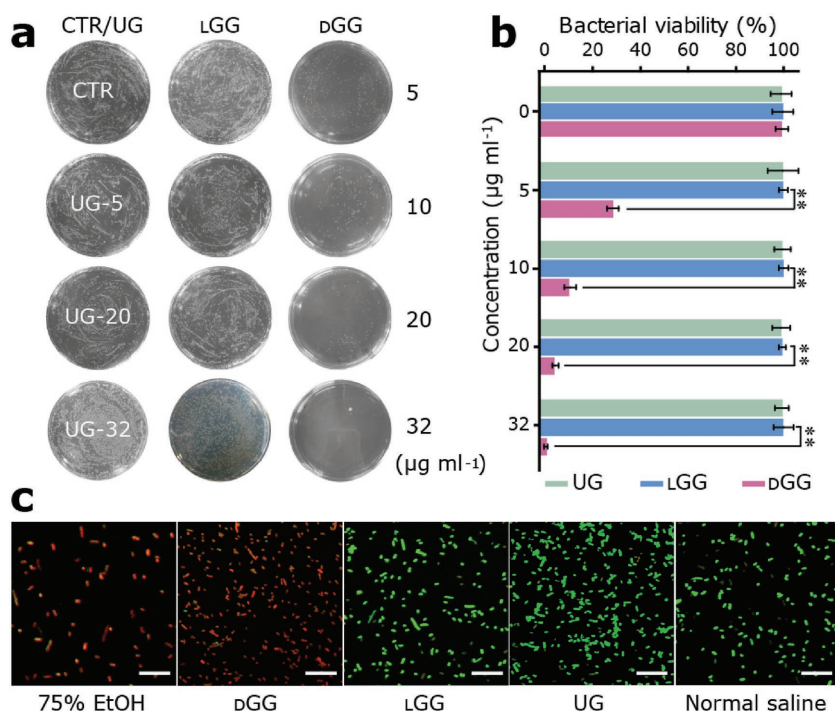 a
CTR/UG
LGG
DGG
CTR
5
UG-5
10
UG-20
20
UG-32
32
(µg ml-1)
b
Bacterial viability (%)
0 20 40 60 80 100
Concentration (µg ml-1)
0
5
**
10
**
20
**
32
**
UG LGG DGG
c
75% EtOH
DGG
LGG
UG
Normal saline